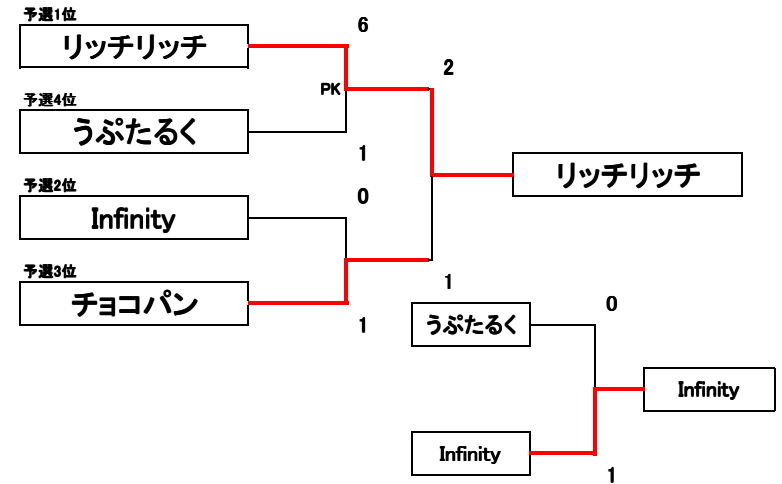 予選1位
リッチリッチ
6
2
PK
予選4位
うぷたるく
1
リッチリッチ
予選2位
Infinity
0
予選3位
チョコパン
1
1
うぷたるく
0
Infinity
Infinity
1